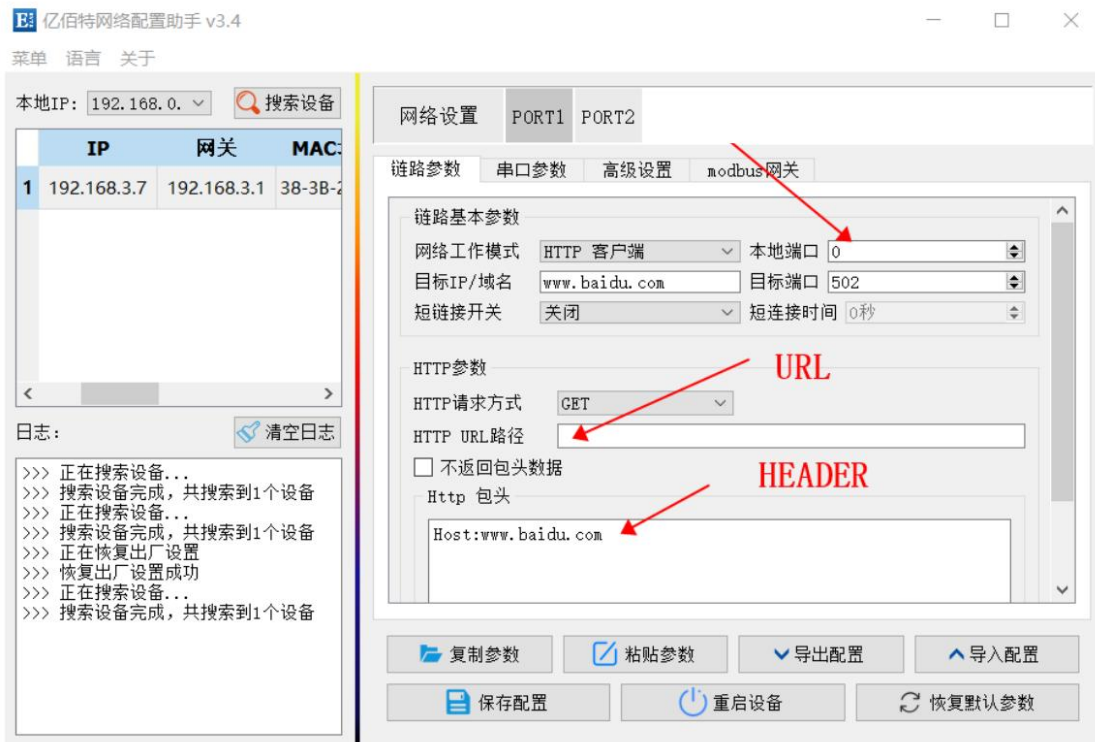 亿佰特网络配置助手 v3.4
菜单 语言 关于
本地IP: 192.168.0. 搜索设备
IP 网关 MAC
1 192.168.3.7 192.168.3.1 38-3B-2
日志: 清空日志
>>> 正在搜索设备...
>>> 搜索设备完成，共搜索到1个设备
>>> 正在搜索设备...
>>> 搜索设备完成，共搜索到1个设备
>>> 正在恢复出厂设置
>>> 恢复出厂设置成功
>>> 正在搜索设备...
>>> 搜索设备完成，共搜索到1个设备
网络设置 PORT1 PORT2
链路参数 串口参数 高级设置 modbus网关
链路基本参数
网络工作模式 HTTP 客户端 本地端口 0
目标IP/域名 www.baidu.com 目标端口 502
短链接开关 关闭 短连接时间 0秒
HTTP参数
URL
HTTP请求方式 GET
HTTP URL路径
不返回包头数据
HEADER
Http 包头
Host:www.baidu.com
复制参数 粘贴参数 导出配置 导入配置
保存配置 重启设备 恢复默认参数